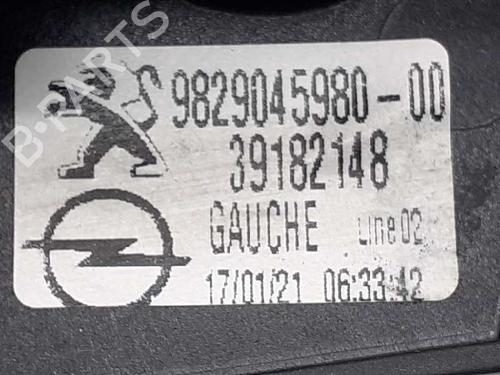 S 9829045980-00
39182148
GAUCHE Line 02
17/01/21 06:33:42
B-PARTS